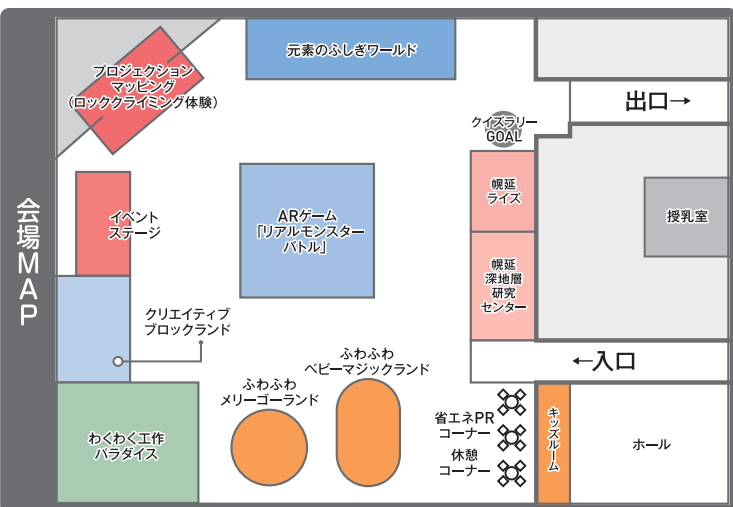 会場MAP
プロジェクション
マッピング
（ロッククライミング体験）
元素のふしぎワールド
出口→
クイズラリー
GOAL
幌延
ライズ
授乳室
イベント
ステージ
ARゲーム
「リアルモンスター
バトル」
幌延
深地層
研究
センター
クリエイティブ
ブロックランド
←入口
ふわふわ
ベビーマジックランド
ふわふわ
メリーゴーランド
わくわく工作
パラダイス
省エネPR
コーナー
休憩
コーナー
キッズルーム
ホール